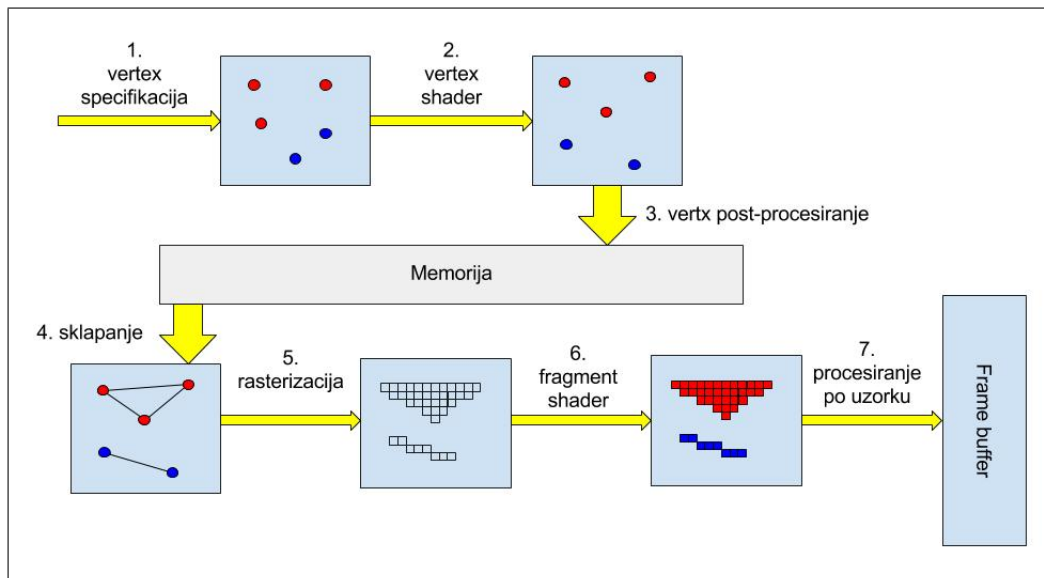 1.
vertex
specifikacija
2.
vertex
shader
3. vertx post-procesiranje
Memorija
4. sklapanje
5.
rasterizacija
6.
fragment
shader
7.
procesiranje
po uzorku
Frame buffer